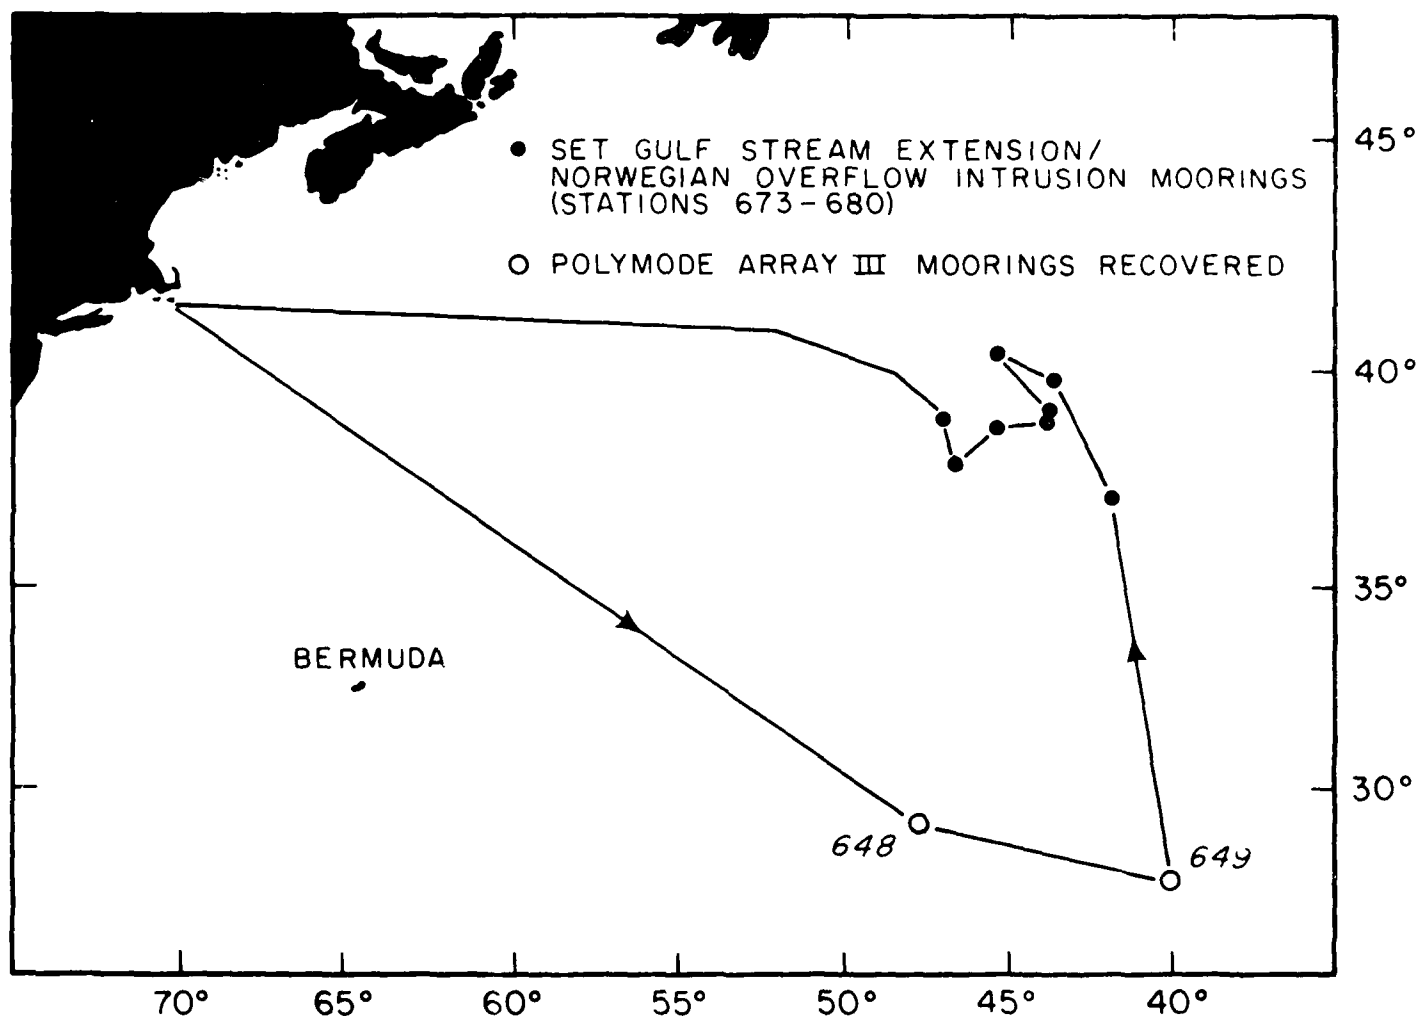 ● SET GULF STREAM EXTENSION/
NORWEGIAN OVERFLOW INTRUSION MOORINGS
(STATIONS 673-680)
○ POLYMODE ARRAY III MOORINGS RECOVERED
45°
40°
35°
BERMUDA
30°
648
649
70° 65° 60° 55° 50° 45° 40°